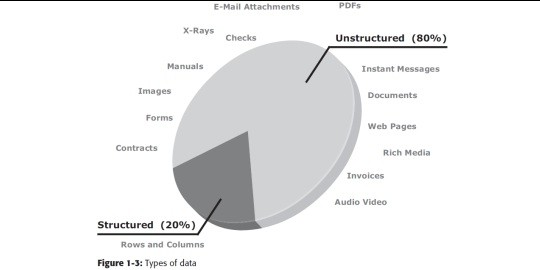 E-Mail Attachments
PDFs
X-Rays
Checks
Unstructured (80%)
Manuals
Instant Messages
Images
Documents
Forms
Web Pages
Contracts
Rich Media
Invoices
Audio Video
Structured (20%)
Rows and Columns
Figure 1-3: Types of data